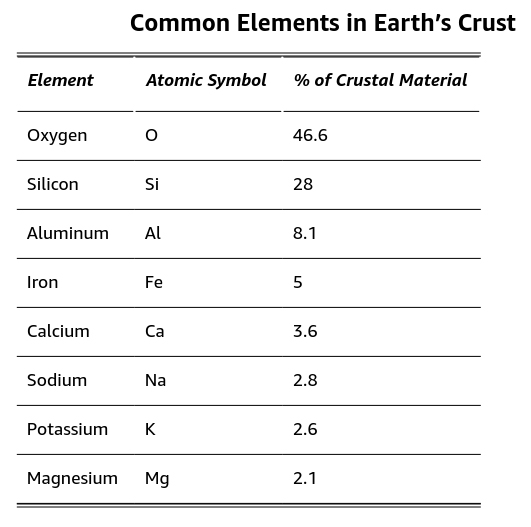 Common Elements in Earth’s Crust
Element Atomic Symbol % of Crustal Material
Oxygen O 46.6
Silicon Si 28
Aluminum Al 8.1
Iron Fe 5
Calcium Ca 3.6
Sodium Na 2.8
Potassium K 2.6
Magnesium Mg 2.1